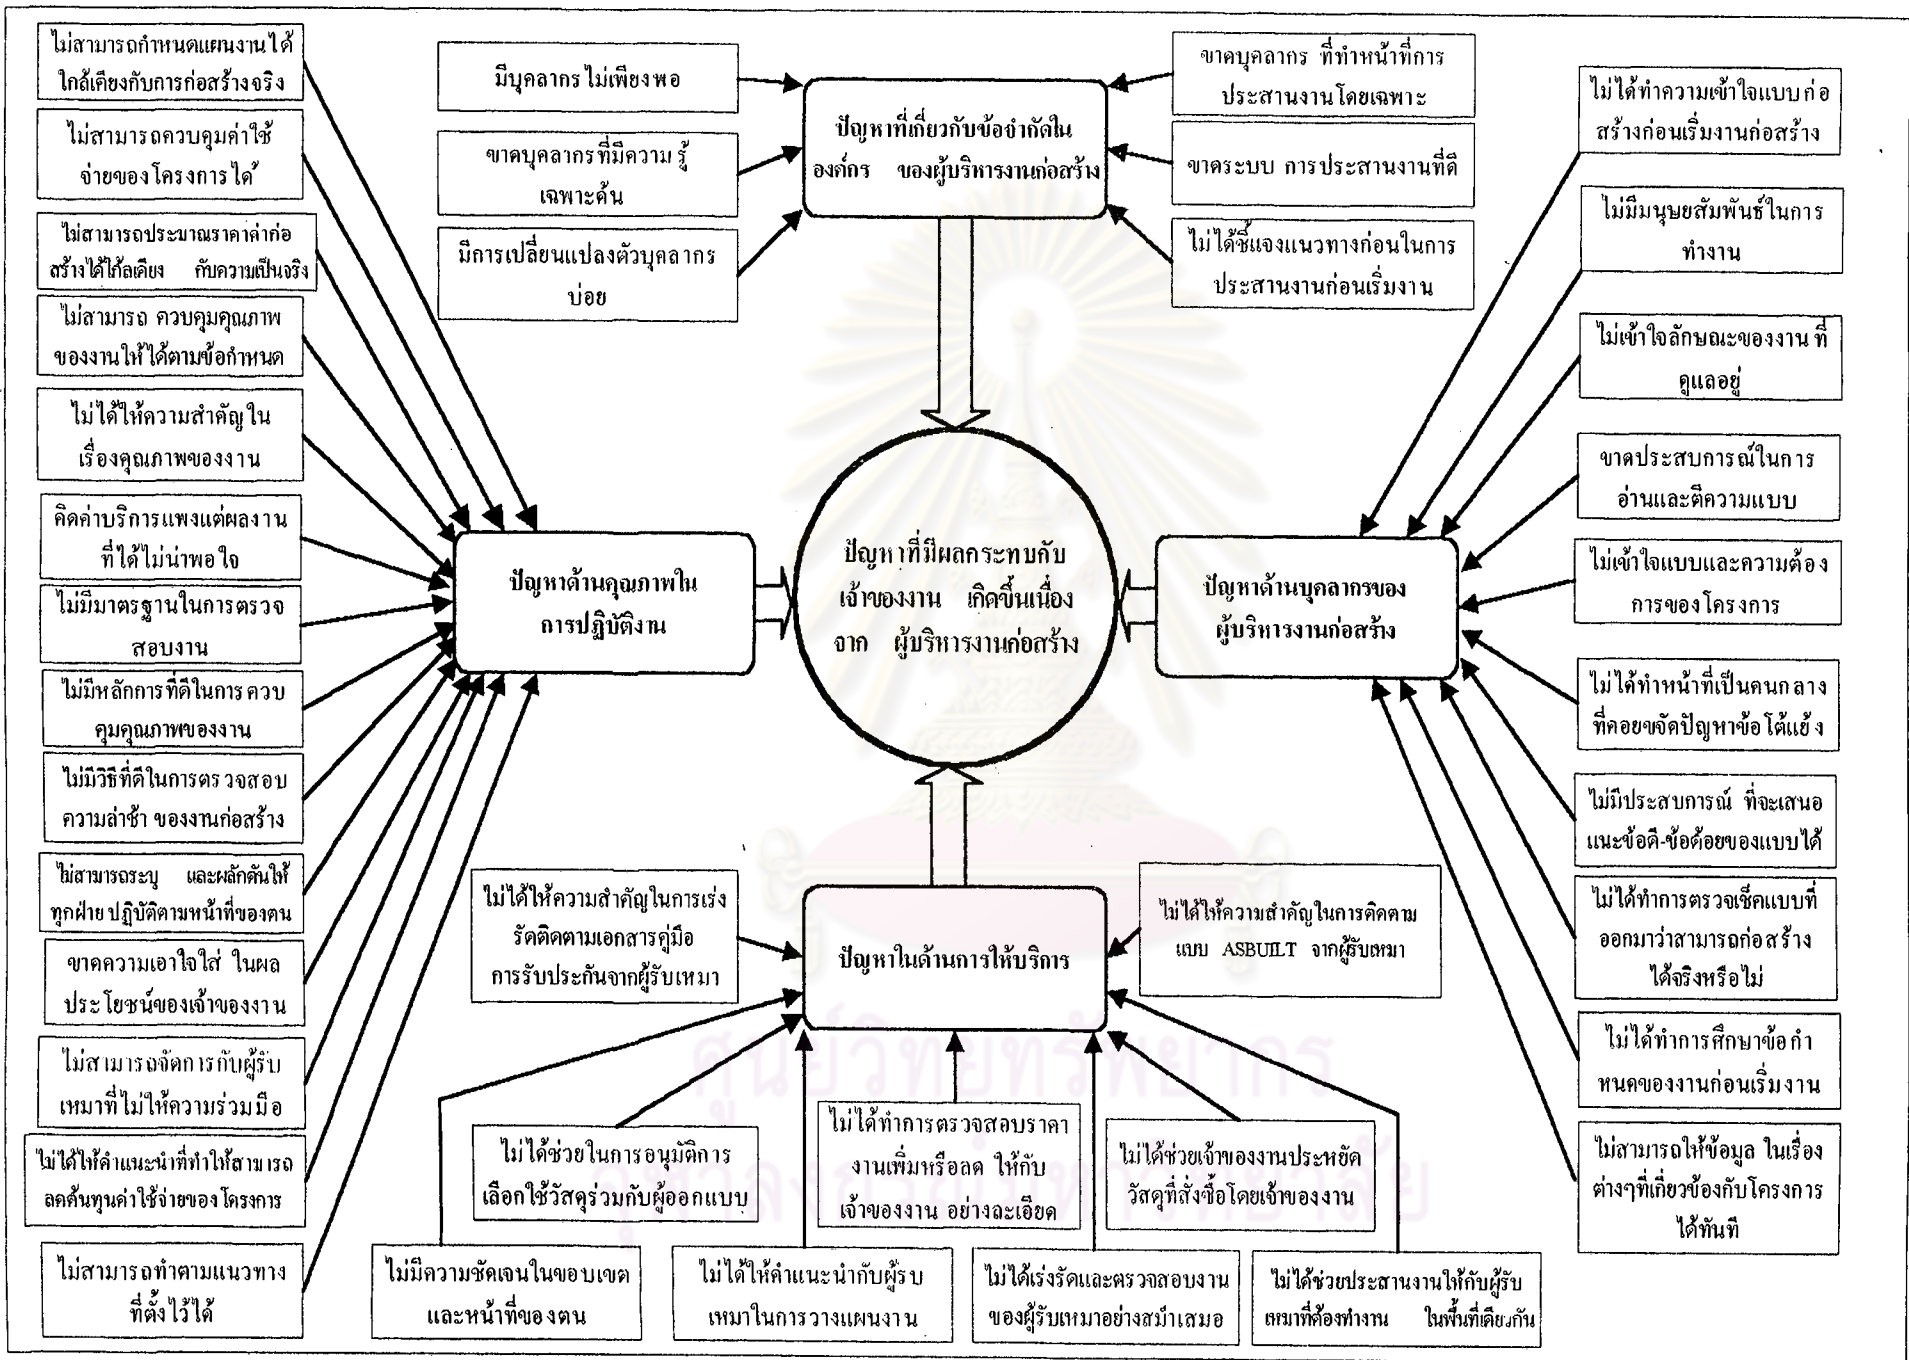 ไม่สามารถกำหนดแผนงานได้
ใกล้เคียงกับการก่อสร้างจริง
ไม่สามารถควบคุมค่าใช้
จ่ายของโครงการได้
ไม่สามารถประมาณราคาค่าก่อ
สร้างได้ใกล้เคียง กับความเป็นจริง
ไม่สามารถ ควบคุมคุณภาพ
ของงานให้ได้ตามข้อกำหนด
ไม่ได้ให้ความสำคัญใน
เรื่องคุณภาพของงาน
คิดค่าบริการแพงแต่ผลงาน
ที่ได้ไม่น่าพอใจ
ไม่มีมาตรฐานในการตรวจ
สอบงาน
ไม่มีหลักการที่ดีในการ ควบ
คุมคุณภาพของงาน
ไม่มีวิธีที่ดีในการตรวจสอบ
ความล่าช้า ของงานก่อสร้าง
ไม่สามารถระบุ และผลักดันให้
ทุกฝ่าย ปฏิบัติตามหน้าที่ของตน
ขาดความเอาใจใส่ ในผล
ประโยชน์ของเจ้าของงาน
ไม่สามารถจัดการกับผู้รับ
เหมาที่ไม่ให้ความร่วมมือ
ไม่ได้ให้คำแนะนำที่ทำให้สามารถ
ลดต้นทุนค่าใช้จ่ายของโครงการ
ไม่สามารถทำตามแนวทาง
ที่ตั้งไว้ได้
มีบุคลากรไม่เพียงพอ
ขาดบุคลากรที่มีความรู้
เฉพาะด้น
มีการเปลี่ยนแปลงตัวบุคลากร
บ่อย
ปัญหาที่เกี่ยวกับข้อจำกัดใน
องค์กร ของผู้บริหารงานก่อสร้าง
ขาดบุคลากร ที่ทำหน้าที่การ
ประสานงานโดยเฉพาะ
ขาดระบบ การประสานงานที่ดี
ไม่ได้ชี้แจงแนวทางก่อนในการ
ประสานงานก่อนเริ่มงาน
ปัญหาด้านคุณภาพใน
การปฏิบัติงาน
ปัญหาที่มีผลกระทบกับ
เจ้าของงาน เกิดขึ้นเนื่อง
จาก ผู้บริหารงานก่อสร้าง
ปัญหาด้านบุคลากรของ
ผู้บริหารงานก่อสร้าง
ไม่ได้ทำความเข้าใจแบบก่อ
สร้างก่อนเริ่มงานก่อสร้าง
ไม่มีมนุษยสัมพันธ์ในการ
ทำงาน
ไม่เข้าใจลักษณะของงาน ที่
ดูแลอยู่
ขาดประสบการณ์ในการ
อ่านและตีความแบบ
ไม่เข้าใจแบบและความต้อง
การของโครงการ
ไม่ได้ทำหน้าที่เป็นคนกลาง
ที่คอยขจัดปัญหาข้อโต้แย้ง
ไม่มีประสบการณ์ ที่จะเสนอ
แนะข้อดี-ข้อด้อยของแบบได้
ไม่ได้ทำการตรวจเช็คแบบที่
ออกมาว่าสามารถก่อสร้าง
ได้จริงหรือไม่
ไม่ได้ทำการศึกษาข้อกำ
หนดของงานก่อนเริ่มงาน
ไม่สามารถให้ข้อมูล ในเรื่อง
ต่างๆที่เกี่ยวข้องกับโครงการ
ได้ทันที
ไม่ได้ให้ความสำคัญในการเร่ง
รัดติดตามเอกสารคู่มือ
การรับประกันจากผู้รับเหมา
ปัญหาในด้านการให้บริการ
ไม่ได้ให้ความสำคัญในการติดตาม
แบบ ASBUILT จากผู้รับเหมา
ศูนย์วิทยทรัพยากร
จุฬาลงกรณ์มหาวิทยาลัย
ไม่ได้ช่วยในการอนุมัติการ
เลือกใช้วัสดุร่วมกับผู้ออกแบบ
ไม่ได้ทำการตรวจสอบราคา
งานเพิ่มหรือลด ให้กับ
เจ้าของงาน อย่างละเอียด
ไม่ได้ช่วยเจ้าของงานประหยัด
วัสดุที่สั่งซื้อโดยเจ้าของงาน
ไม่มีความชัดเจนในขอบเขต
และหน้าที่ของตน
ไม่ได้ให้คำแนะนำกับผู้รบ
เหมาในการวางแผนงาน
ไม่ได้เร่งรัดและตรวจสอบงาน
ของผู้รับเหมาอย่างสม่ำเสมอ
ไม่ได้ช่วยประสานงานให้กับผู้รับ
เหมาที่ต้องทำงาน ในพื้นที่เดียวกัน